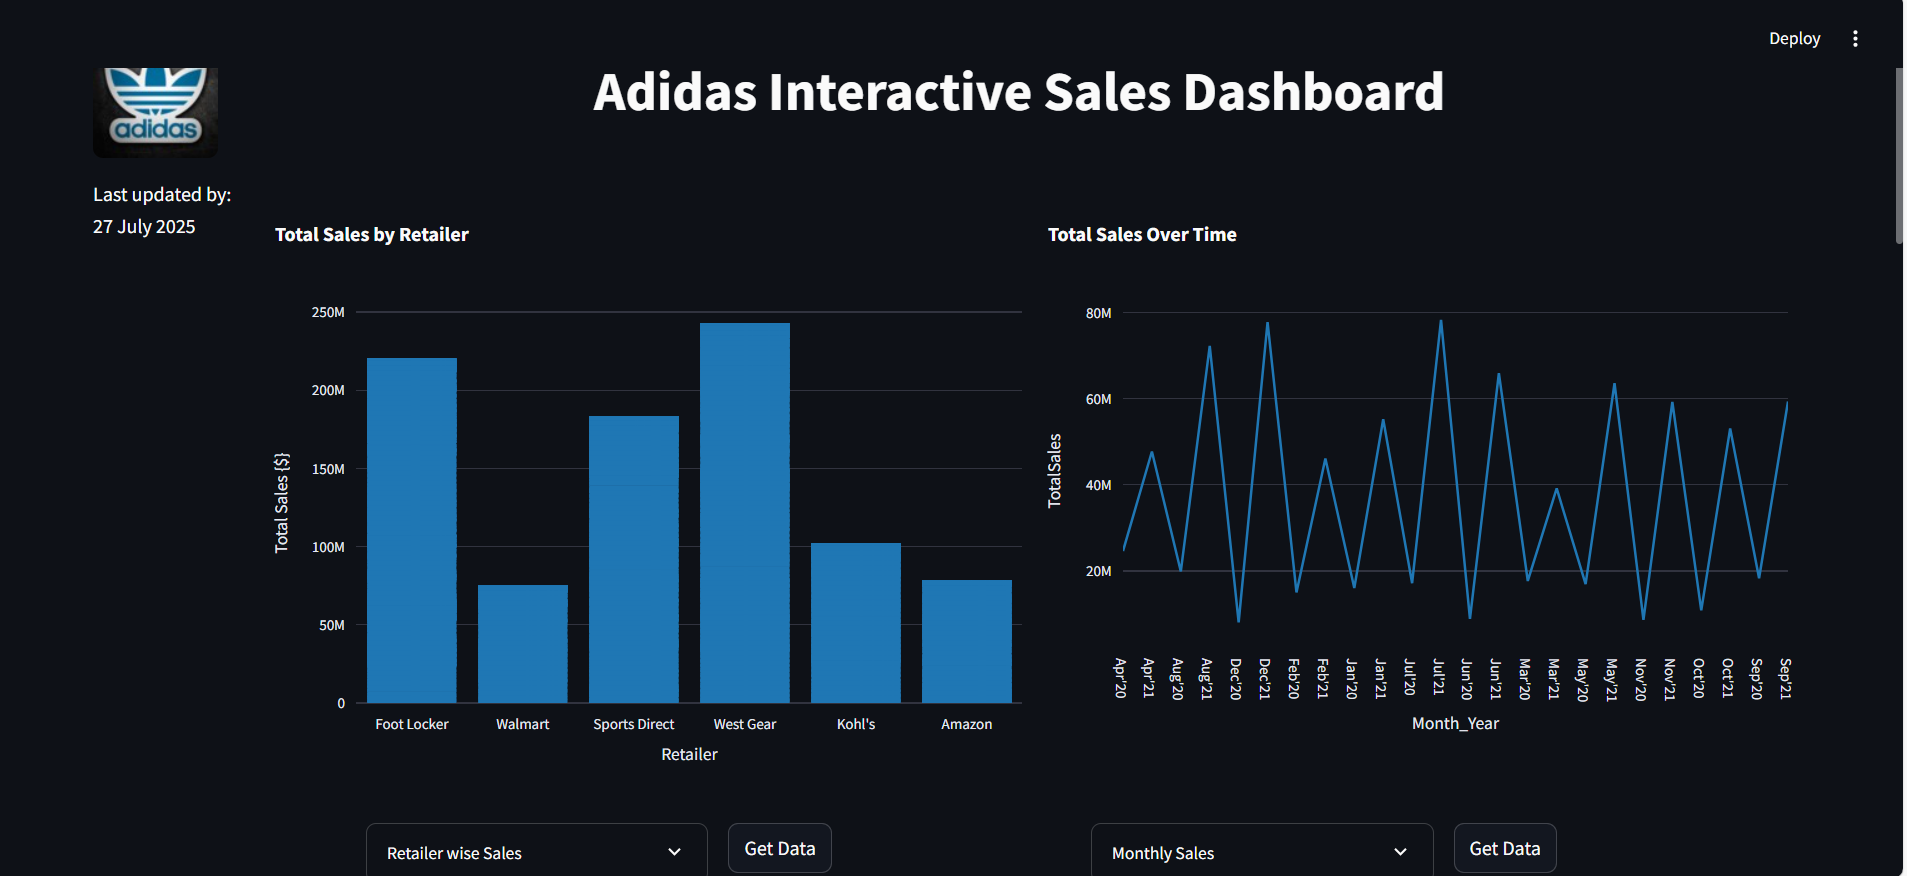 Deploy
adidas
Adidas Interactive Sales Dashboard
Last updated by:
27 July 2025
Total Sales by Retailer
250M
200M
150M
100M
50M
0
Total Sales {$}
Foot Locker
Walmart
Sports Direct
West Gear
Kohl's
Amazon
Retailer
Total Sales Over Time
80M
60M
40M
20M
TotalSales
Apr'20
Apr'21
Aug'20
Aug'21
Dec'20
Dec'21
Feb'20
Feb'21
Jan'20
Jan'21
Jul'20
Jul'21
Jun'20
Jun'21
Mar'20
Mar'21
May'20
May'21
Nov'20
Nov'21
Oct'20
Oct'21
Sep'20
Sep'21
Month_Year
Retailer wise Sales
Get Data
Monthly Sales
Get Data